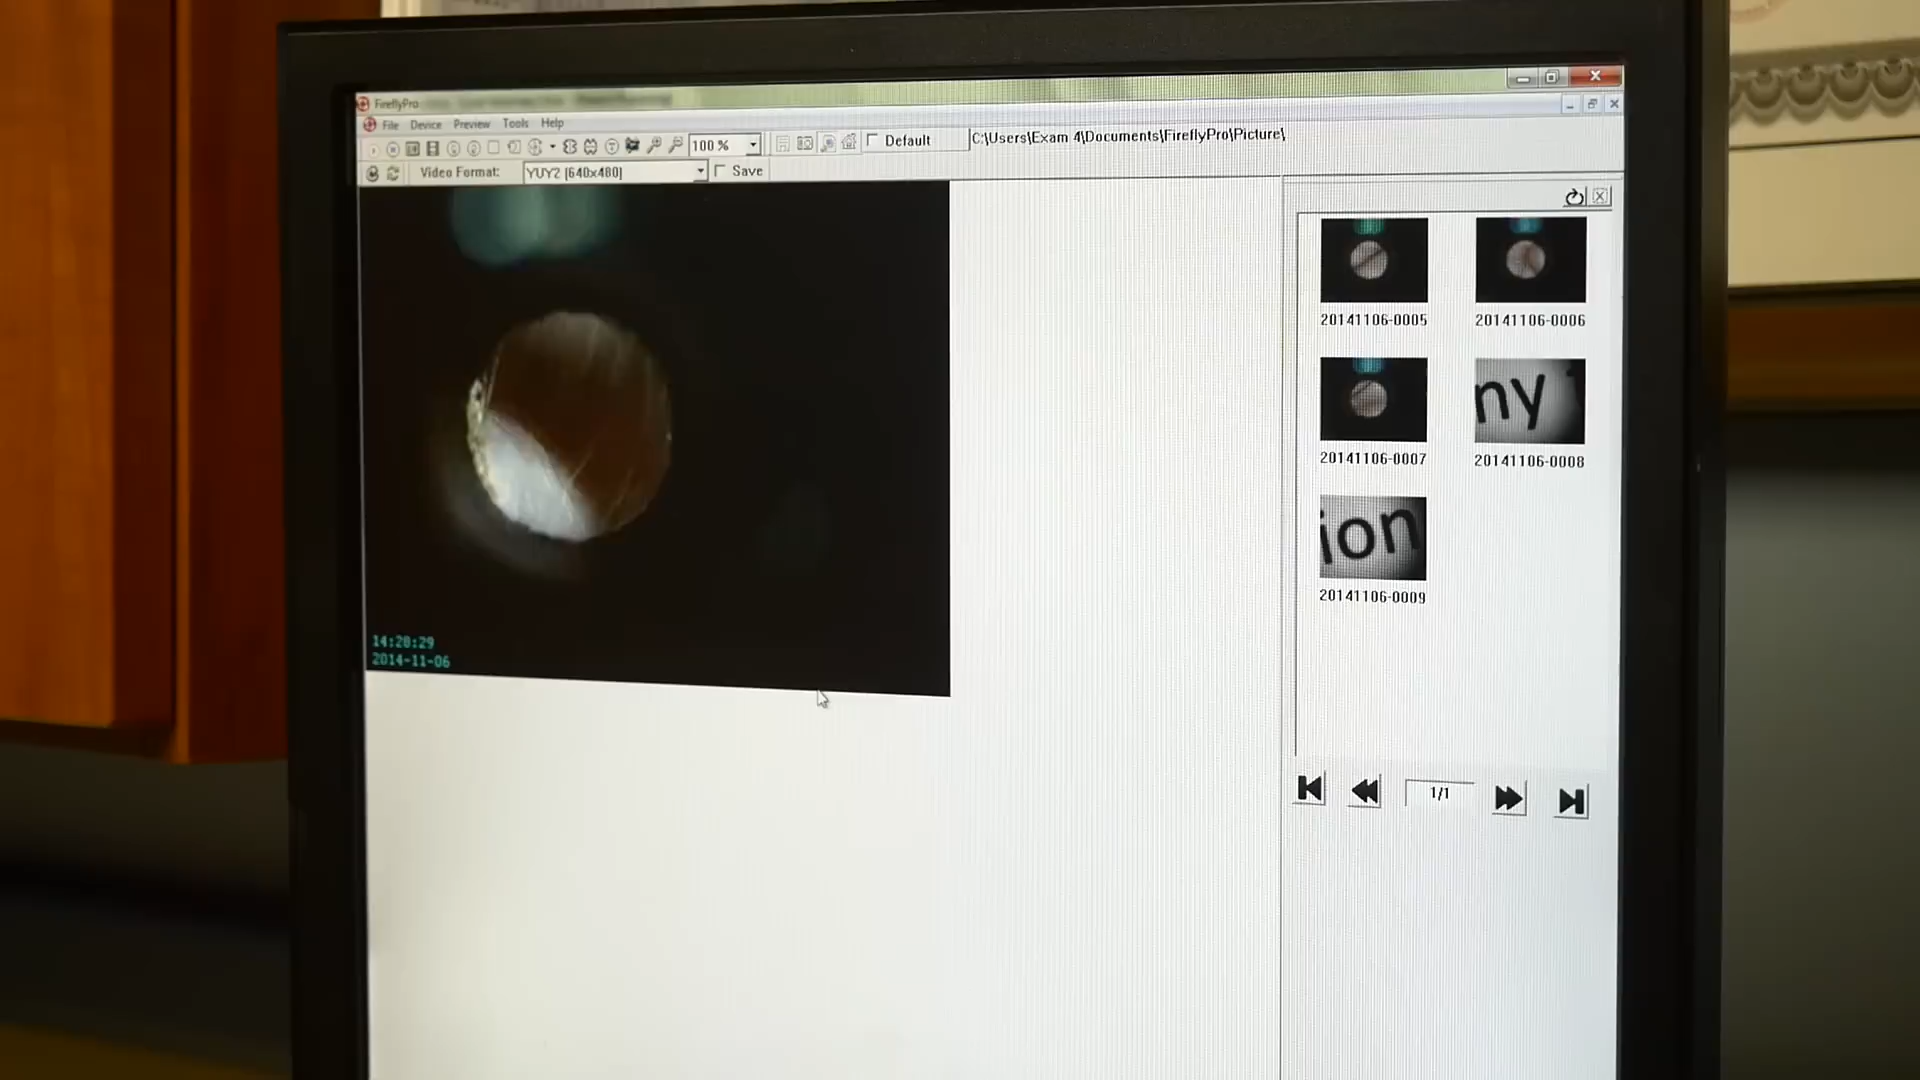 FireflyPro
File Device Preview Tools Help
100 % Default C:\Users\Exam 4\Documents\FireflyPro\Picture\
Video Format: YUY2 [640x480] Save
20141106-0005 20141106-0006
ny
20141106-0007 20141106-0008
ion
20141106-0009
14:20:29
2014-11-06
1/1